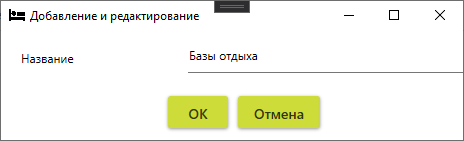 Добавление и редактирование
Название Базы отдыха
ОК Отмена